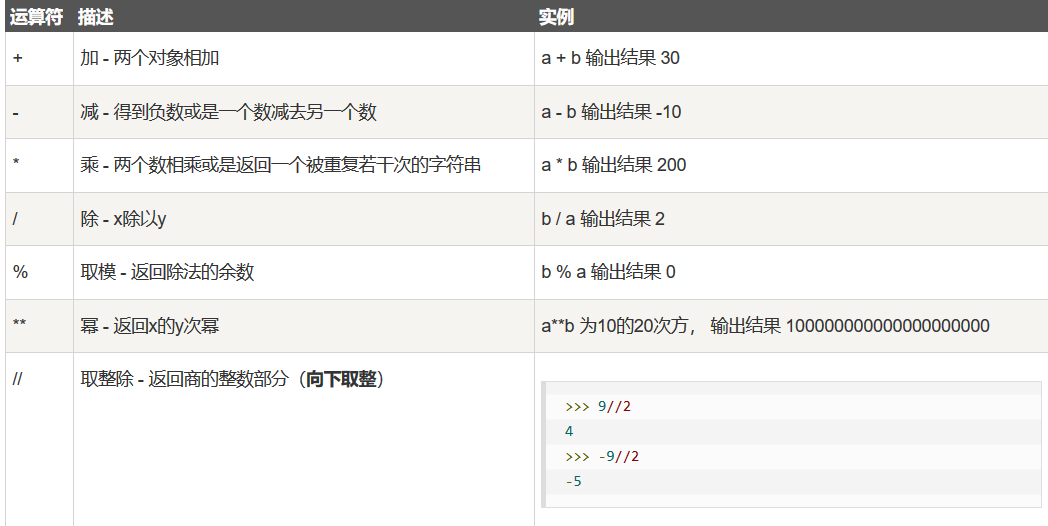 运算符 描述 实例
+ 加 - 两个对象相加 a + b 输出结果 30
- 减 - 得到负数或是一个数减去另一个数 a - b 输出结果 -10
* 乘 - 两个数相乘或是返回一个被重复若干次的字符串 a * b 输出结果 200
/ 除 - x除以y b / a 输出结果 2
% 取模 - 返回除法的余数 b % a 输出结果 0
** 幂 - 返回x的y次幂 a**b 为10的20次方， 输出结果 100000000000000000000
// 取整除 - 返回商的整数部分（向下取整）
>>> 9//2
4
>>> -9//2
-5